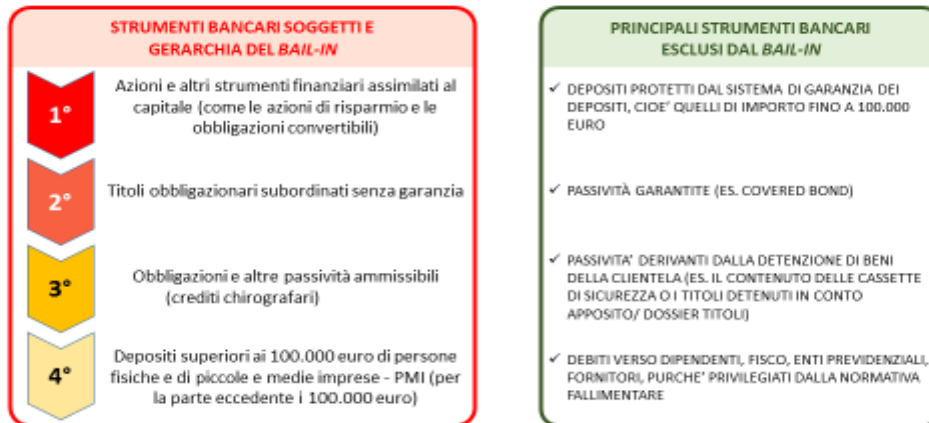 STRUMENTI BANCARI SOGGETTI E
GERARCHIA DEL BAIL-IN
1°
Azioni e altri strumenti finanziari assimilati al
capitale (come le azioni di risparmio e le
obbligazioni convertibili)
2°
Titoli obbligazionari subordinati senza garanzia
3°
Obbligazioni e altre passività ammissibili
(crediti chirografari)
4°
Depositi superiori ai 100.000 euro di persone
fisiche e di piccole e medie imprese - PMI (per
la parte eccedente i 100.000 euro)
PRINCIPALI STRUMENTI BANCARI
ESCLUSI DAL BAIL-IN
✓ DEPOSITI PROTETTI DAL SISTEMA DI GARANZIA DEI
DEPOSITI, CIOE' QUELLI DI IMPORTO FINO A 100.000
EURO
✓ PASSIVITÀ GARANTITE (ES. COVERED BOND)
✓ PASSIVITA' DERIVANTI DALLA DETENZIONE DI BENI
DELLA CLIENTELA (ES. IL CONTENUTO DELLE CASSETTE
DI SICUREZZA O I TITOLI DETENUTI IN CONTO
APPOSITO/ DOSSIER TITOLI)
✓ DEBITI VERSO DIPENDENTI, FISCO, ENTI PREVIDENZIALI,
FORNITORI, PURCHE' PRIVILEGIATI DALLA NORMATIVA
FALLIMENTARE